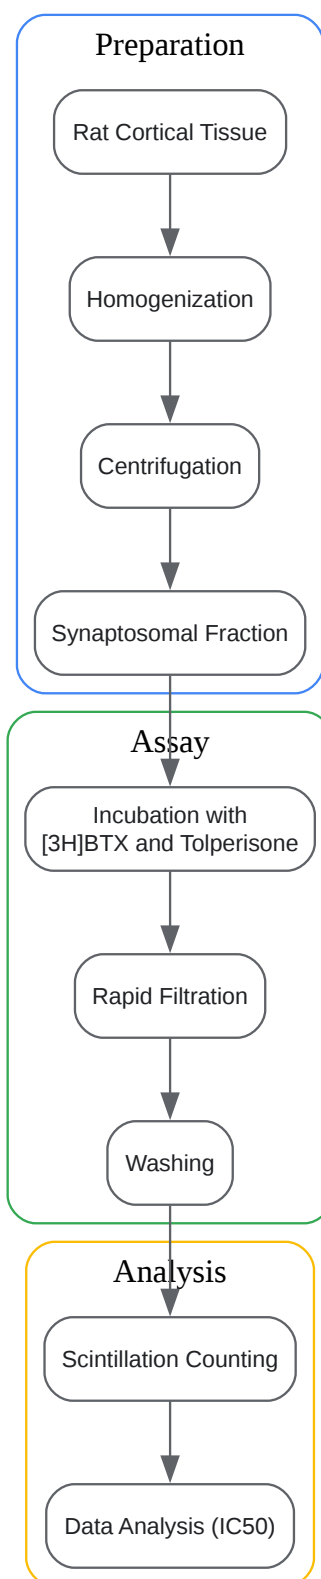 Preparation
Rat Cortical Tissue
Homogenization
Centrifugation
Synaptosomal Fraction
Assay
Incubation with
[3H]BTX and Tolperisone
Rapid Filtration
Washing
Analysis
Scintillation Counting
Data Analysis (IC50)